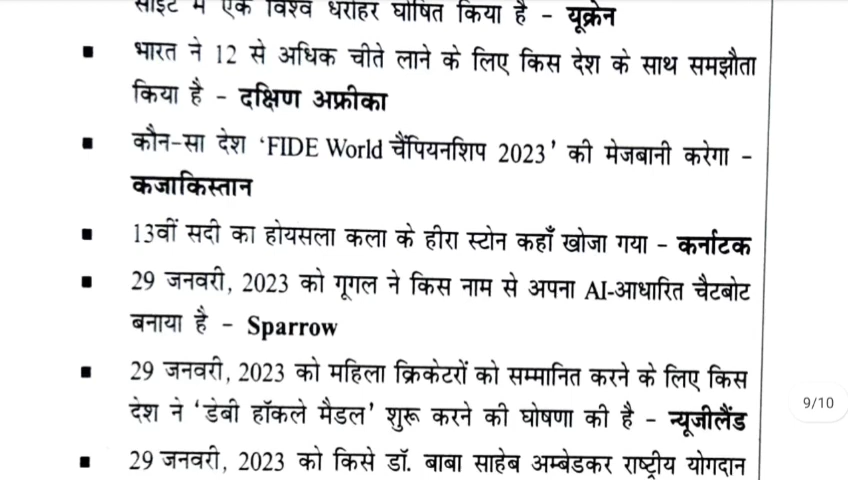 साइट में एक विश्व धरोहर घोषित किया है – यूक्रेन
▪ भारत ने 12 से अधिक चीते लाने के लिए किस देश के साथ समझौता
किया है – दक्षिण अफ्रीका
▪ कौन-सा देश ‘FIDE World चैंपियनशिप 2023’ की मेजबानी करेगा –
कजाकिस्तान
▪ 13वीं सदी का होयसला कला के हीरा स्टोन कहाँ खोजा गया – कर्नाटक
▪ 29 जनवरी, 2023 को गूगल ने किस नाम से अपना AI-आधारित चैटबोट
बनाया है – Sparrow
▪ 29 जनवरी, 2023 को महिला क्रिकेटरों को सम्मानित करने के लिए किस
देश ने ‘डेबी हॉकले मैडल’ शुरू करने की घोषणा की है – न्यूजीलैंड
9/10
▪ 29 जनवरी, 2023 को किसे डॉ. बाबा साहेब अम्बेडकर राष्ट्रीय योगदान